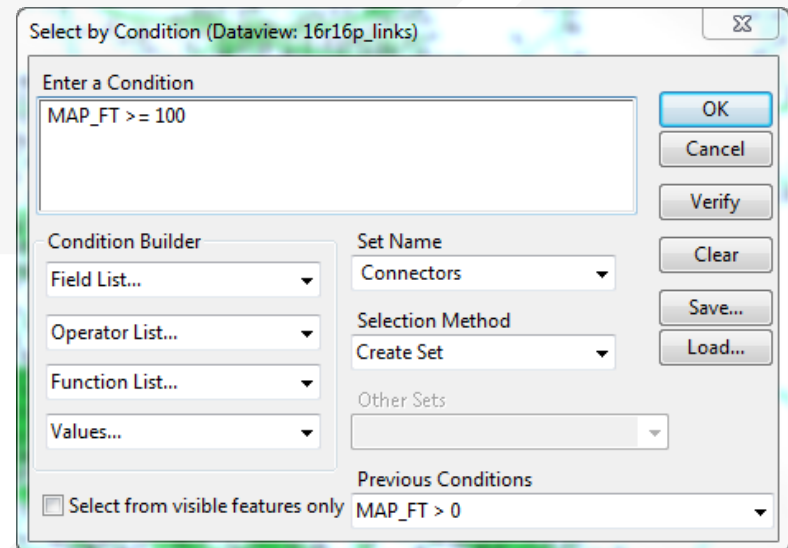 Select by Condition (Dataview: 16r16p_links)
Enter a Condition
MAP_FT >= 100
OK
Cancel
Verify
Clear
Save...
Load...
Condition Builder
Field List...
Operator List...
Function List...
Values...
Set Name
Connectors
Selection Method
Create Set
Other Sets
Select from visible features only
Previous Conditions
MAP_FT > 0